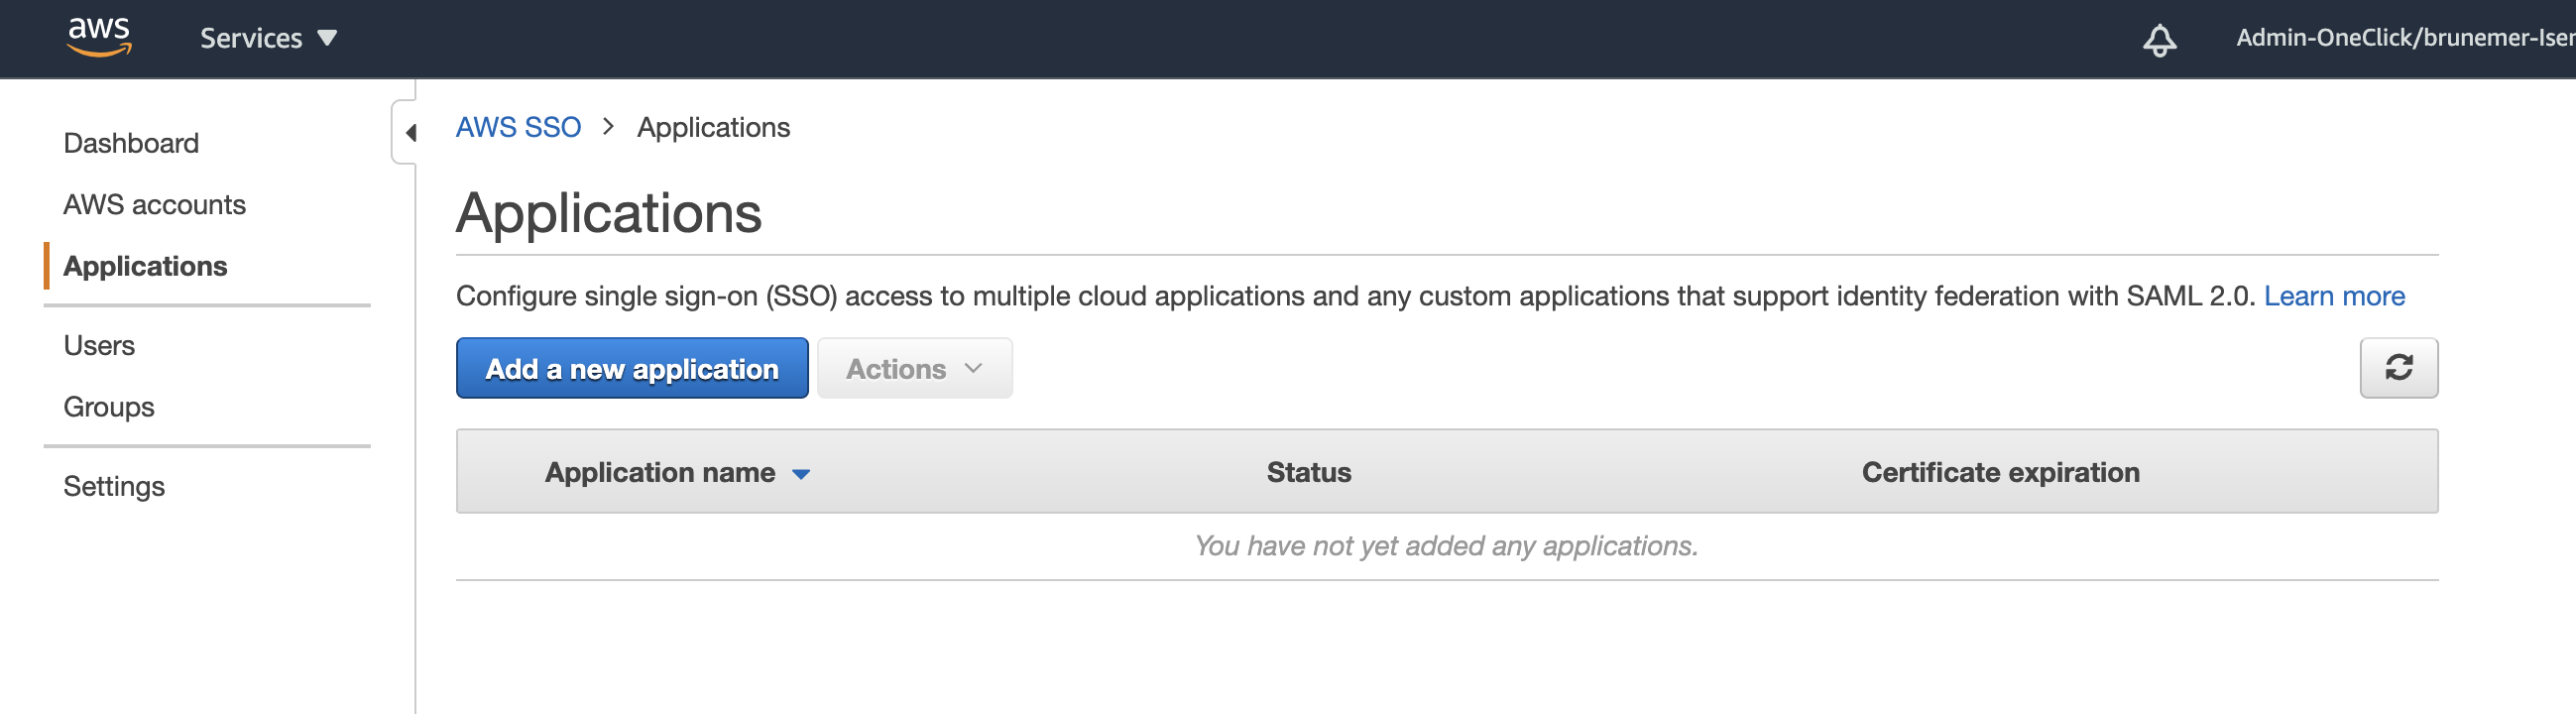 aws Services Admin-OneClick/brunemer-Isen
Dashboard
AWS accounts
Applications
Users
Groups
Settings
AWS SSO > Applications
Applications
Configure single sign-on (SSO) access to multiple cloud applications and any custom applications that support identity federation with SAML 2.0. Learn more
Add a new application Actions
Application name Status Certificate expiration
You have not yet added any applications.